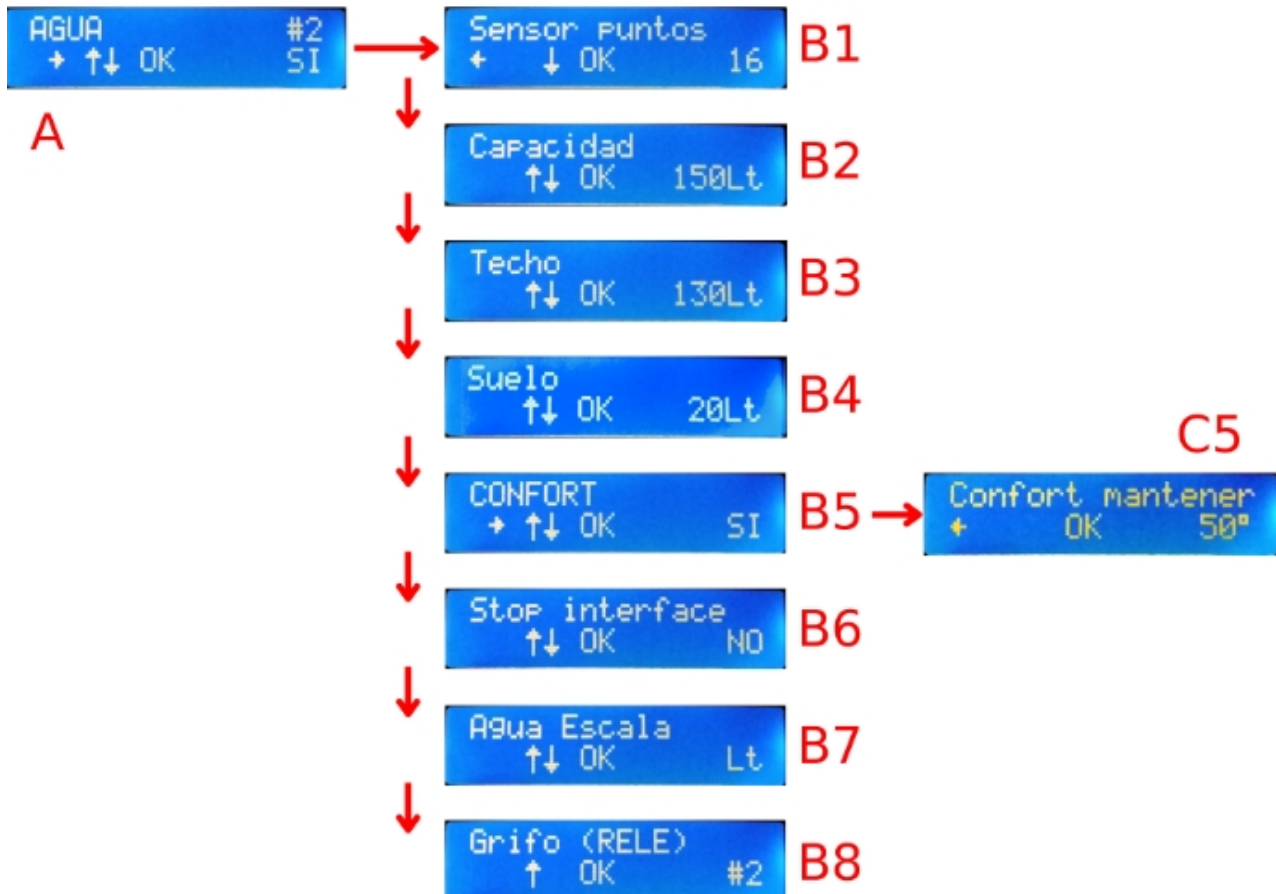 AGUA #2
→ ↑↓ OK SI
A
Sensor puntos
← ↓ OK 16
B1
Capacidad
↑↓ OK 150Lt
B2
Techo
↑↓ OK 130Lt
B3
Suelo
↑↓ OK 20Lt
B4
CONFORT
→ ↑↓ OK SI
B5
C5
Confort mantener
← OK 50°
Stop interface
↑↓ OK NO
B6
Agua Escala
↑↓ OK Lt
B7
Grifo (RELE)
↑ OK #2
B8